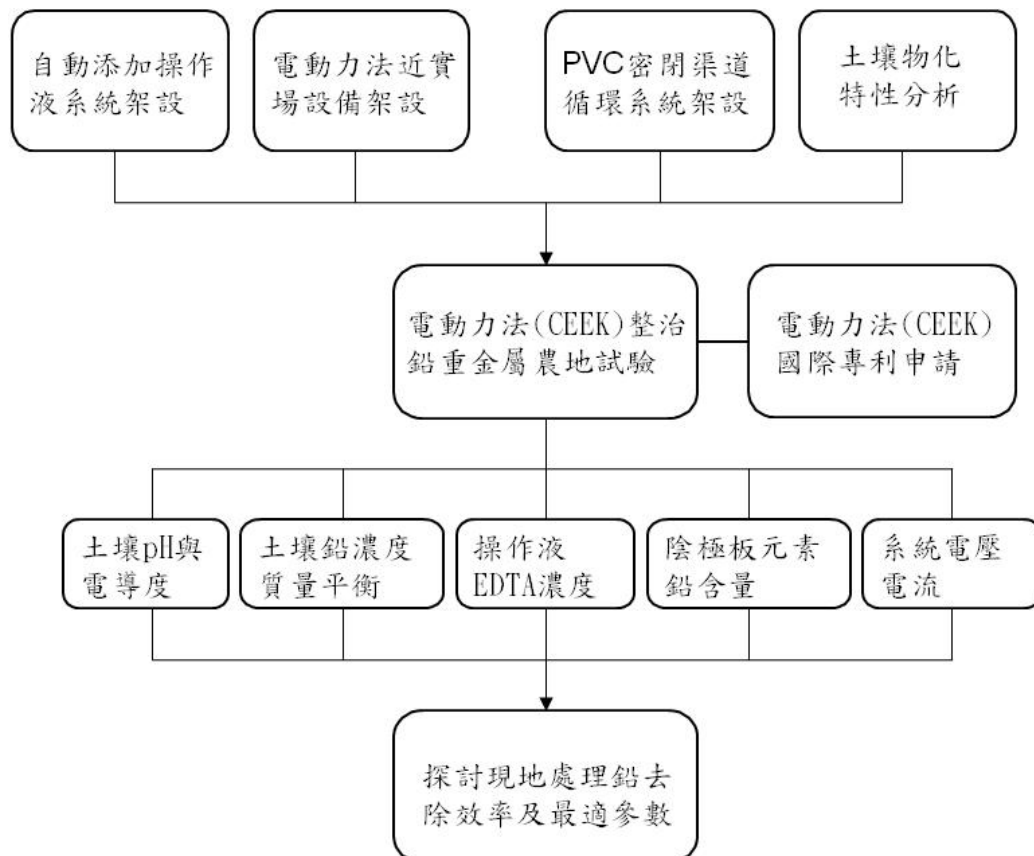 自動添加操作
液系統架設
電動力法近實
場設備架設
PVC密閉渠道
循環系統架設
土壤物化
特性分析
電動力法(CEEK)整治
鉛重金屬農地試驗
電動力法(CEEK)
國際專利申請
土壤pH與
電導度
土壤鉛濃度
質量平衡
操作液
EDTA濃度
陰極板元素
鉛含量
系統電壓
電流
探討現地處理鉛去
除效率及最適參數